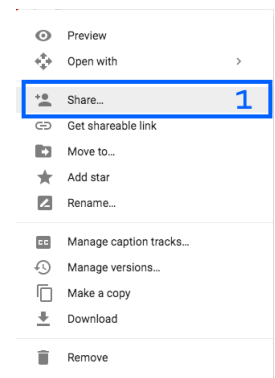 Preview
Open with
Share... 1
Get shareable link
Move to...
Add star
Rename...
CC Manage caption tracks...
Manage versions...
Make a copy
Download
Remove